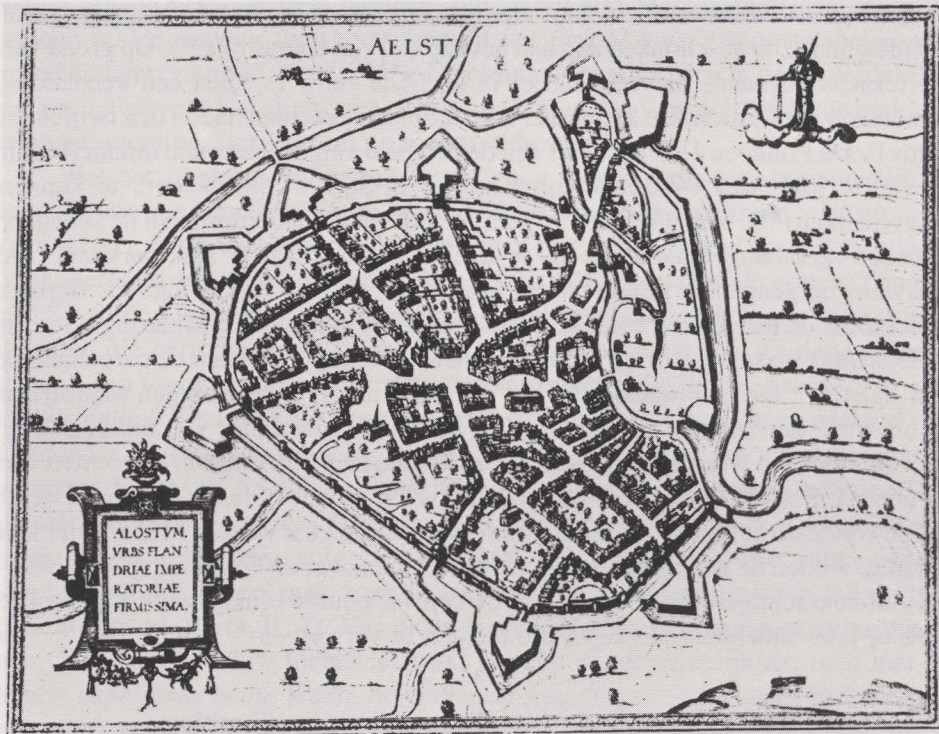 AELST.
ALOSTVM,
VRBS FLAN
DRIAE IMPE
RATORIAE
FIRMISSIMA.